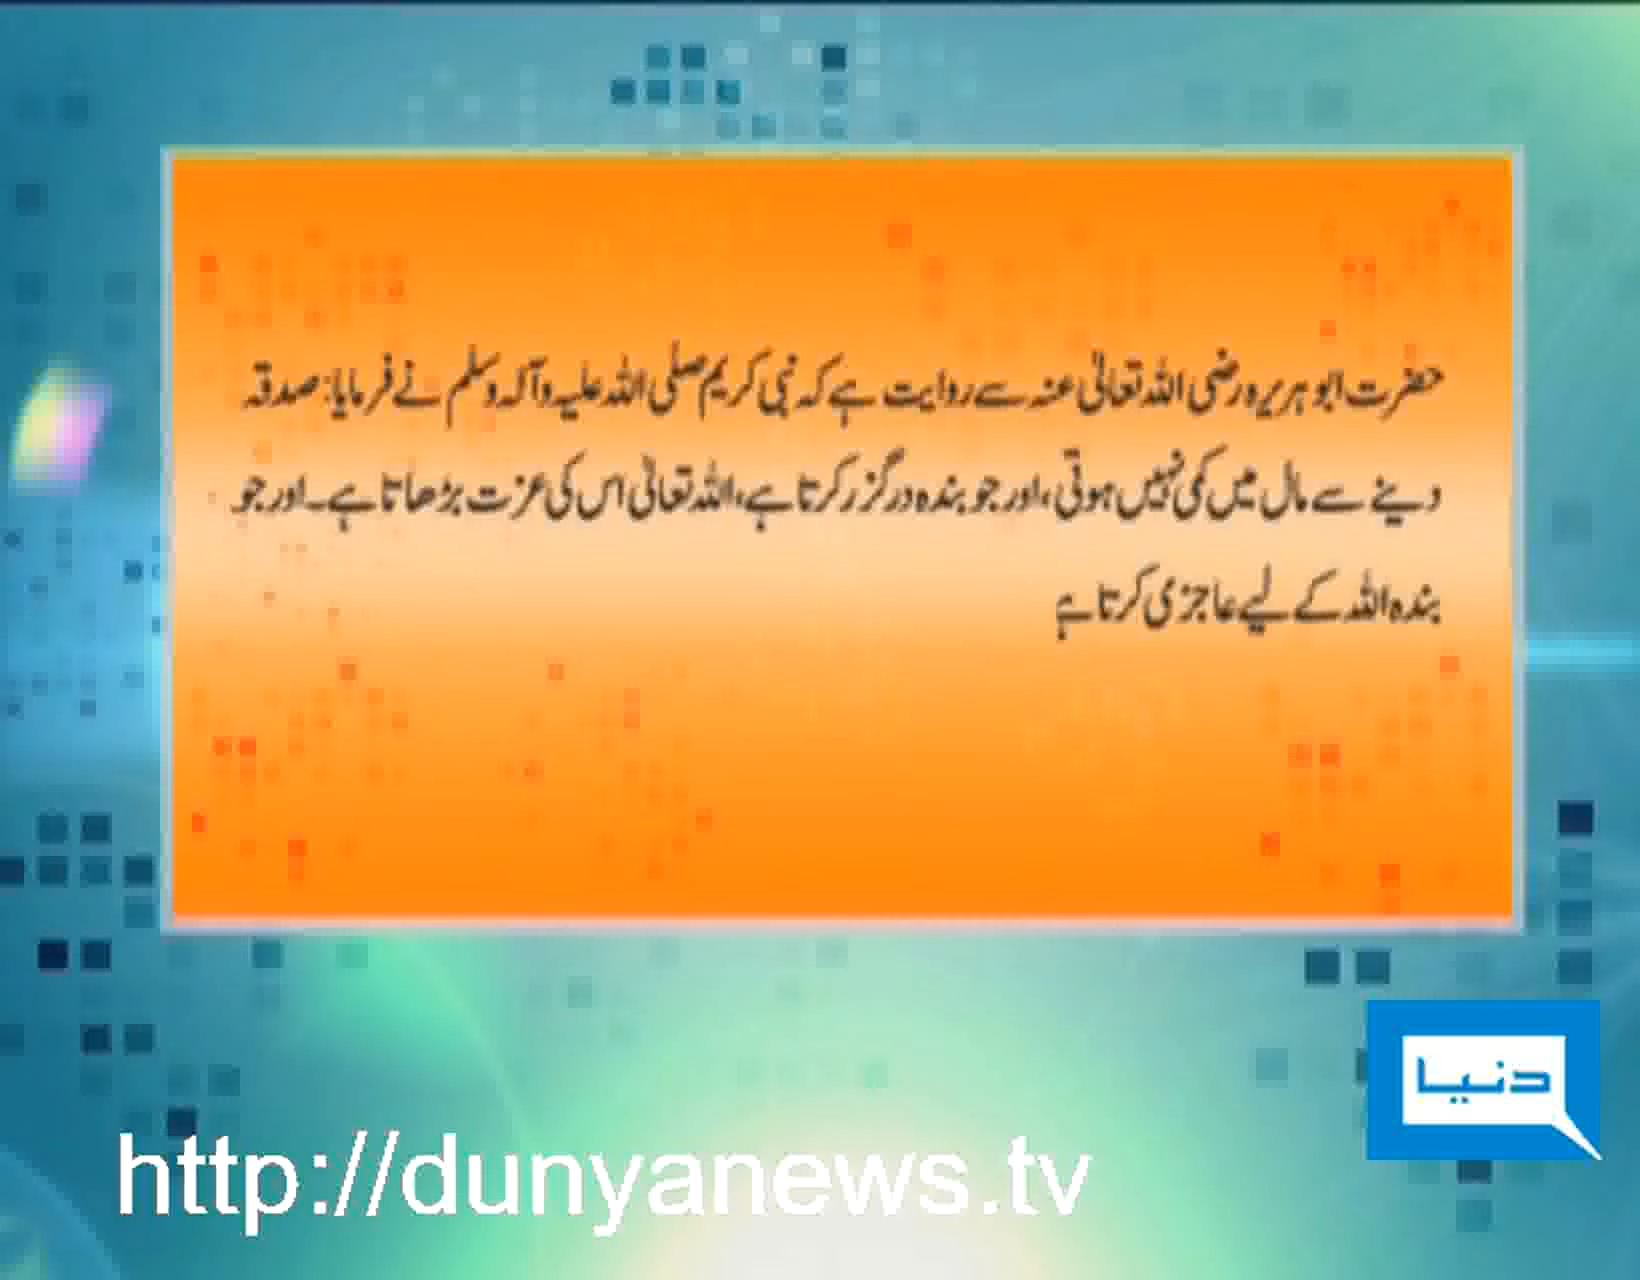 حضرت ابو ہریرہ رضی اللہ تعالیٰ عنہ سے روایت ہے کہ نبی کریم صلی اللہ علیہ وآلہ وسلم نے فرمایا: صدقہ
دینے سے مال میں کمی نہیں ہوتی، اور جو بندہ درگزر کرتا ہے، اللہ تعالیٰ اس کی عزت بڑھاتا ہے۔ اور جو
بندہ اللہ کے لیے عاجزی کرتا ہے
دنیا
http://dunyanews.tv